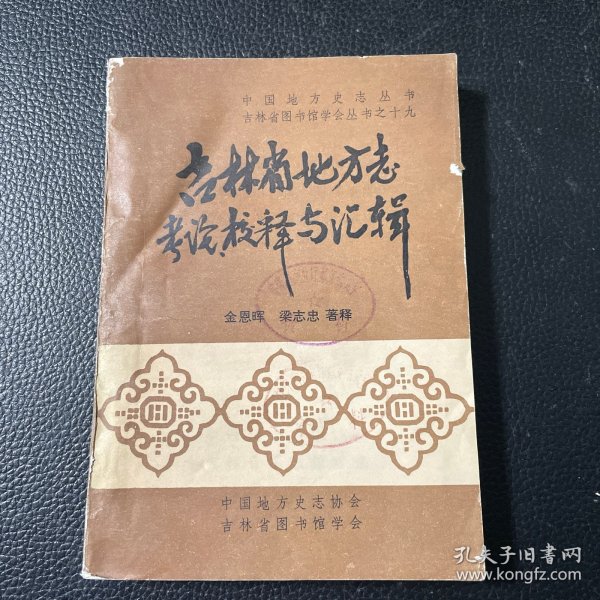 中国地方史志丛书
吉林省图书馆学会丛书之十九
吉林省地方志
考论、校释与汇辑
金恩晖 梁志忠 著释
中国地方史志协会
吉林省图书馆学会
孔夫子旧书网
www.kongfz.com